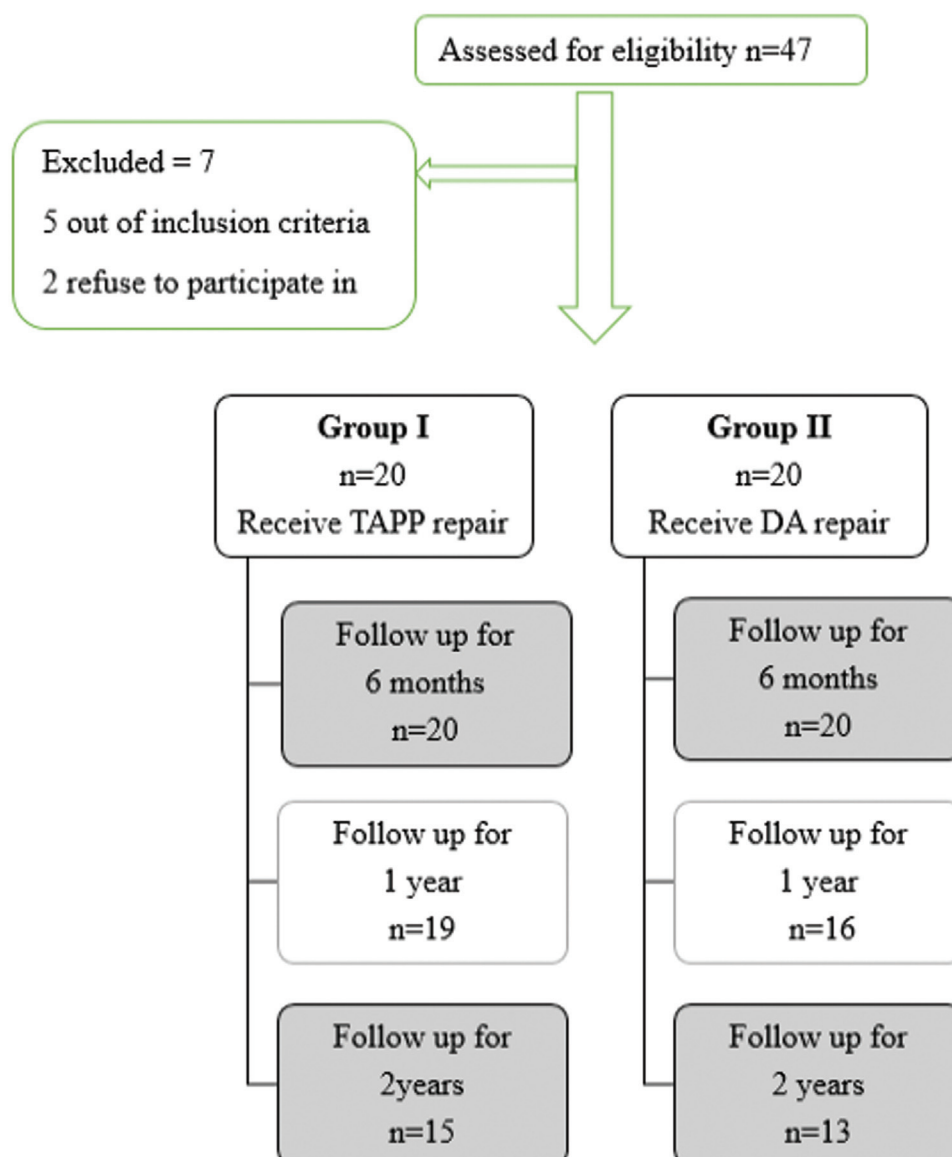 Assessed for eligibility n=47
Excluded = 7
5 out of inclusion criteria
2 refuse to participate in
Group I
n=20
Receive TAPP repair
Follow up for
6 months
n=20
Follow up for
1 year
n=19
Follow up for
2years
n=15
Group II
n=20
Receive DA repair
Follow up for
6 months
n=20
Follow up for
1 year
n=16
Follow up for
2 years
n=13